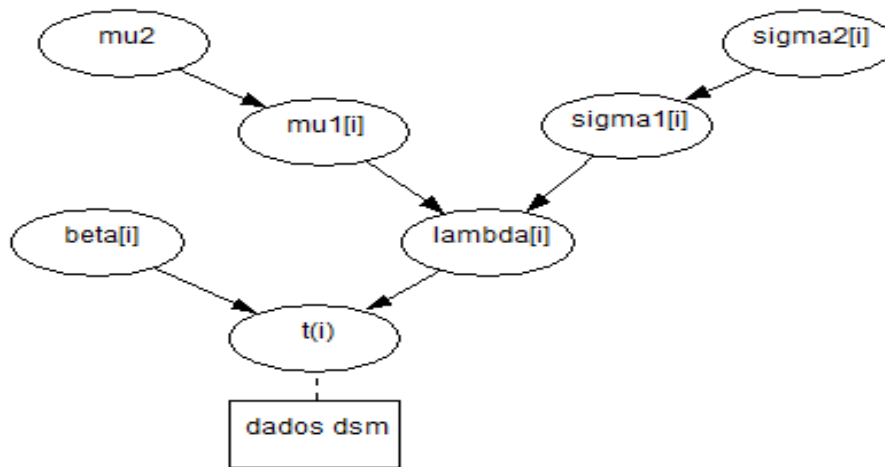 mu2
sigma2[i]
mu1[i]
sigma1[i]
beta[i]
lambda[i]
t(i)
dados dsm